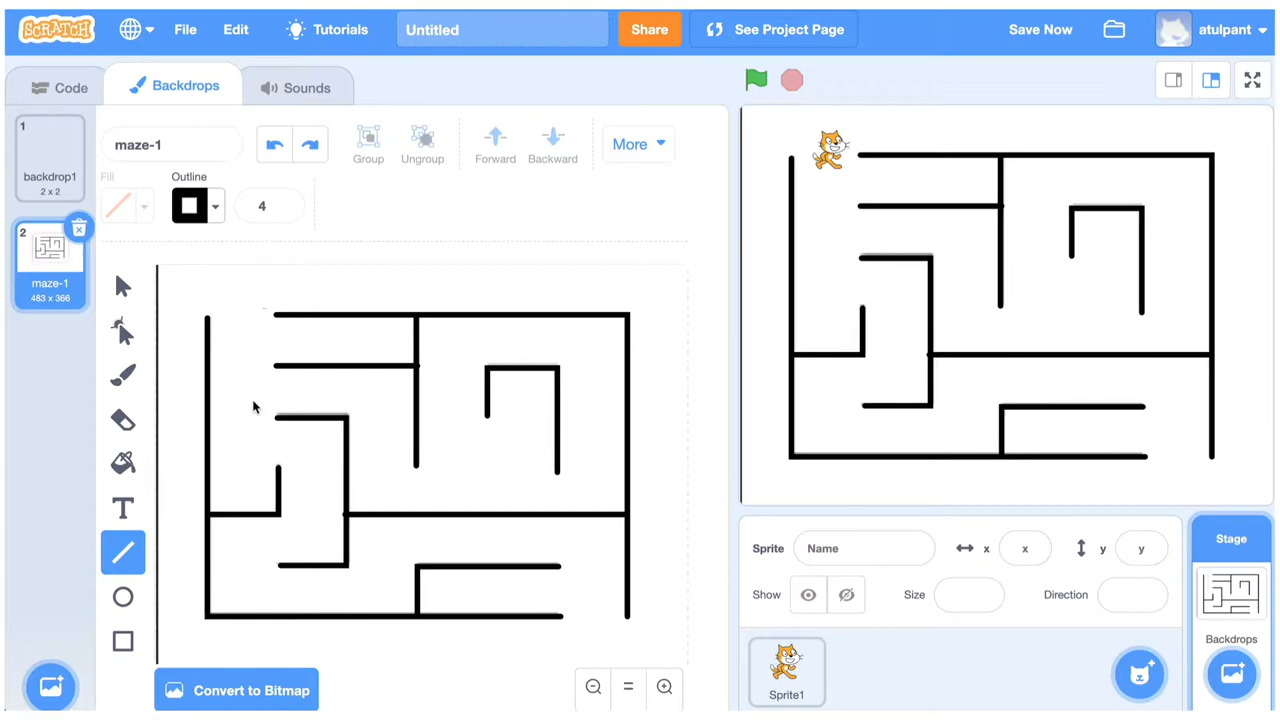 SCRATCH File Edit Tutorials Untitled Share See Project Page Save Now atulpant
Code Backdrops Sounds
1
backdrop1
2 x 2
2
maze-1
483 x 366
maze-1 Group Ungroup Forward Backward More
Fill Outline 4
T
Convert to Bitmap =
Sprite Name x x y y
Show Size Direction
Sprite1
Stage
Backdrops